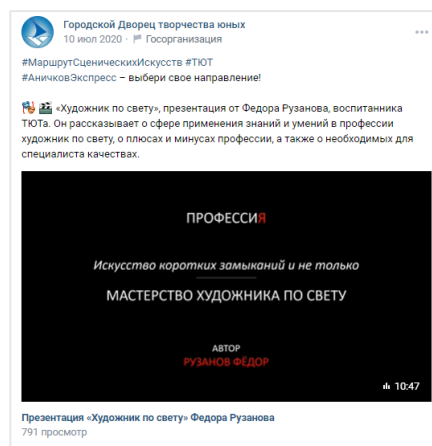 Городской Дворец творчества юных
10 июл 2020 · Госорганизация
#МаршрутСценическихИскусств #ТЮТ
#АничковЭкспресс – выбери свое направление!
«Художник по свету», презентация от Федора Рузанова, воспитанника
ТЮТа. Он рассказывает о сфере применения знаний и умений в профессии
художник по свету, о плюсах и минусах профессии, а также о необходимых для
специалиста качествах.
ПРОФЕССИЯ
Искусство коротких замыканий и не только
МАСТЕРСТВО ХУДОЖНИКА ПО СВЕТУ
АВТОР
РУЗАНОВ ФЁДОР
10:47
Презентация «Художник по свету» Федора Рузанова
791 просмотр